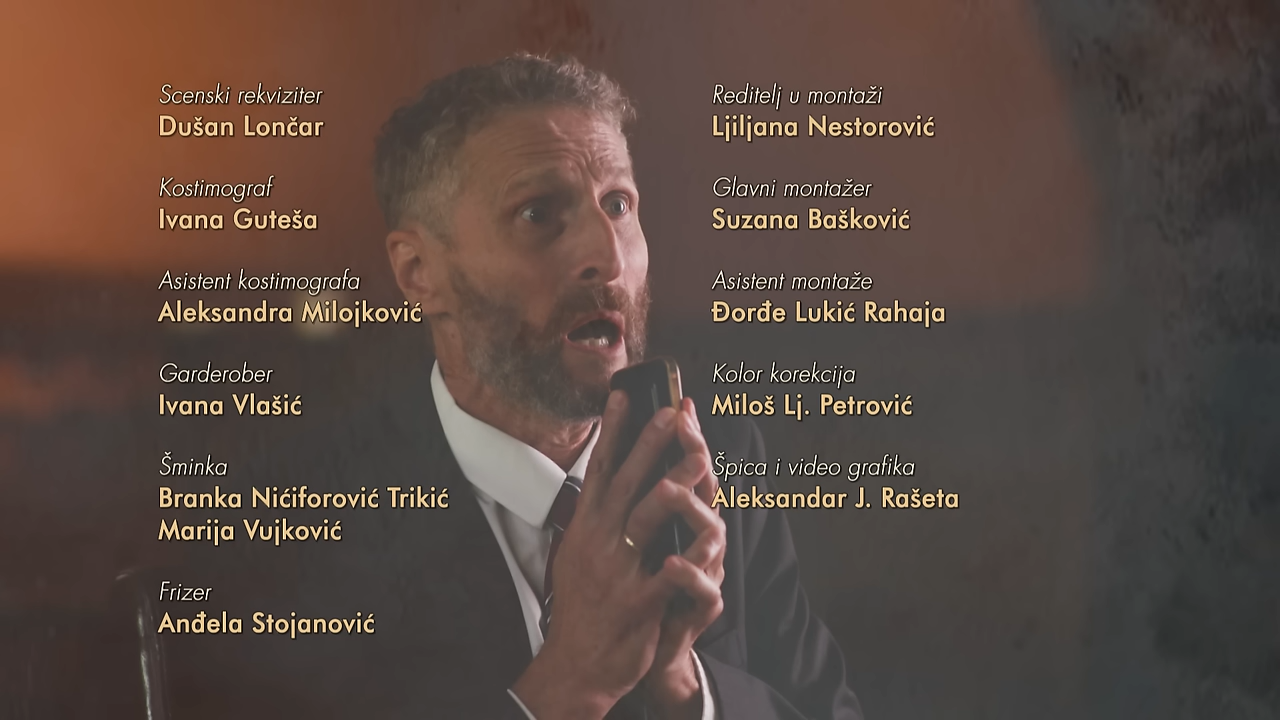 Scenski rekviziter
Dušan Lončar
Kostimograf
Ivana Guteša
Asistent kostimografa
Aleksandra Milojković
Garderober
Ivana Vlašić
Šminka
Branka Nićiforović Trikić
Marija Vujković
Frizer
Anđela Stojanović
Reditelj u montaži
Ljiljana Nestorović
Glavni montažer
Suzana Bašković
Asistent montaže
Đorđe Lukić Rahaja
Kolor korekcija
Miloš Lj. Petrović
Špica i video grafika
Aleksandar J. Rašeta